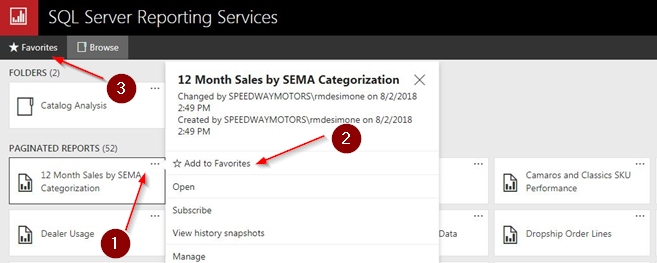 SQL Server Reporting Services
★ Favorites
Browse
FOLDERS (2)
3
...
Catalog Analysis
12 Month Sales by SEMA Categorization
Changed by SPEEDWAYMOTORS\rmdesimone on 8/2/2018
2:49 PM
Created by SPEEDWAYMOTORS\rmdesimone on 8/2/2018
2:49 PM
2
PAGINATED REPORTS (52)
...
12 Month Sales by SEMA
Categorization
☆ Add to Favorites
Open
Subscribe
View history snapshots
Manage
...
Camaros and Classics SKU
Performance
...
Dealer Usage
1
Data
...
Dropship Order Lines